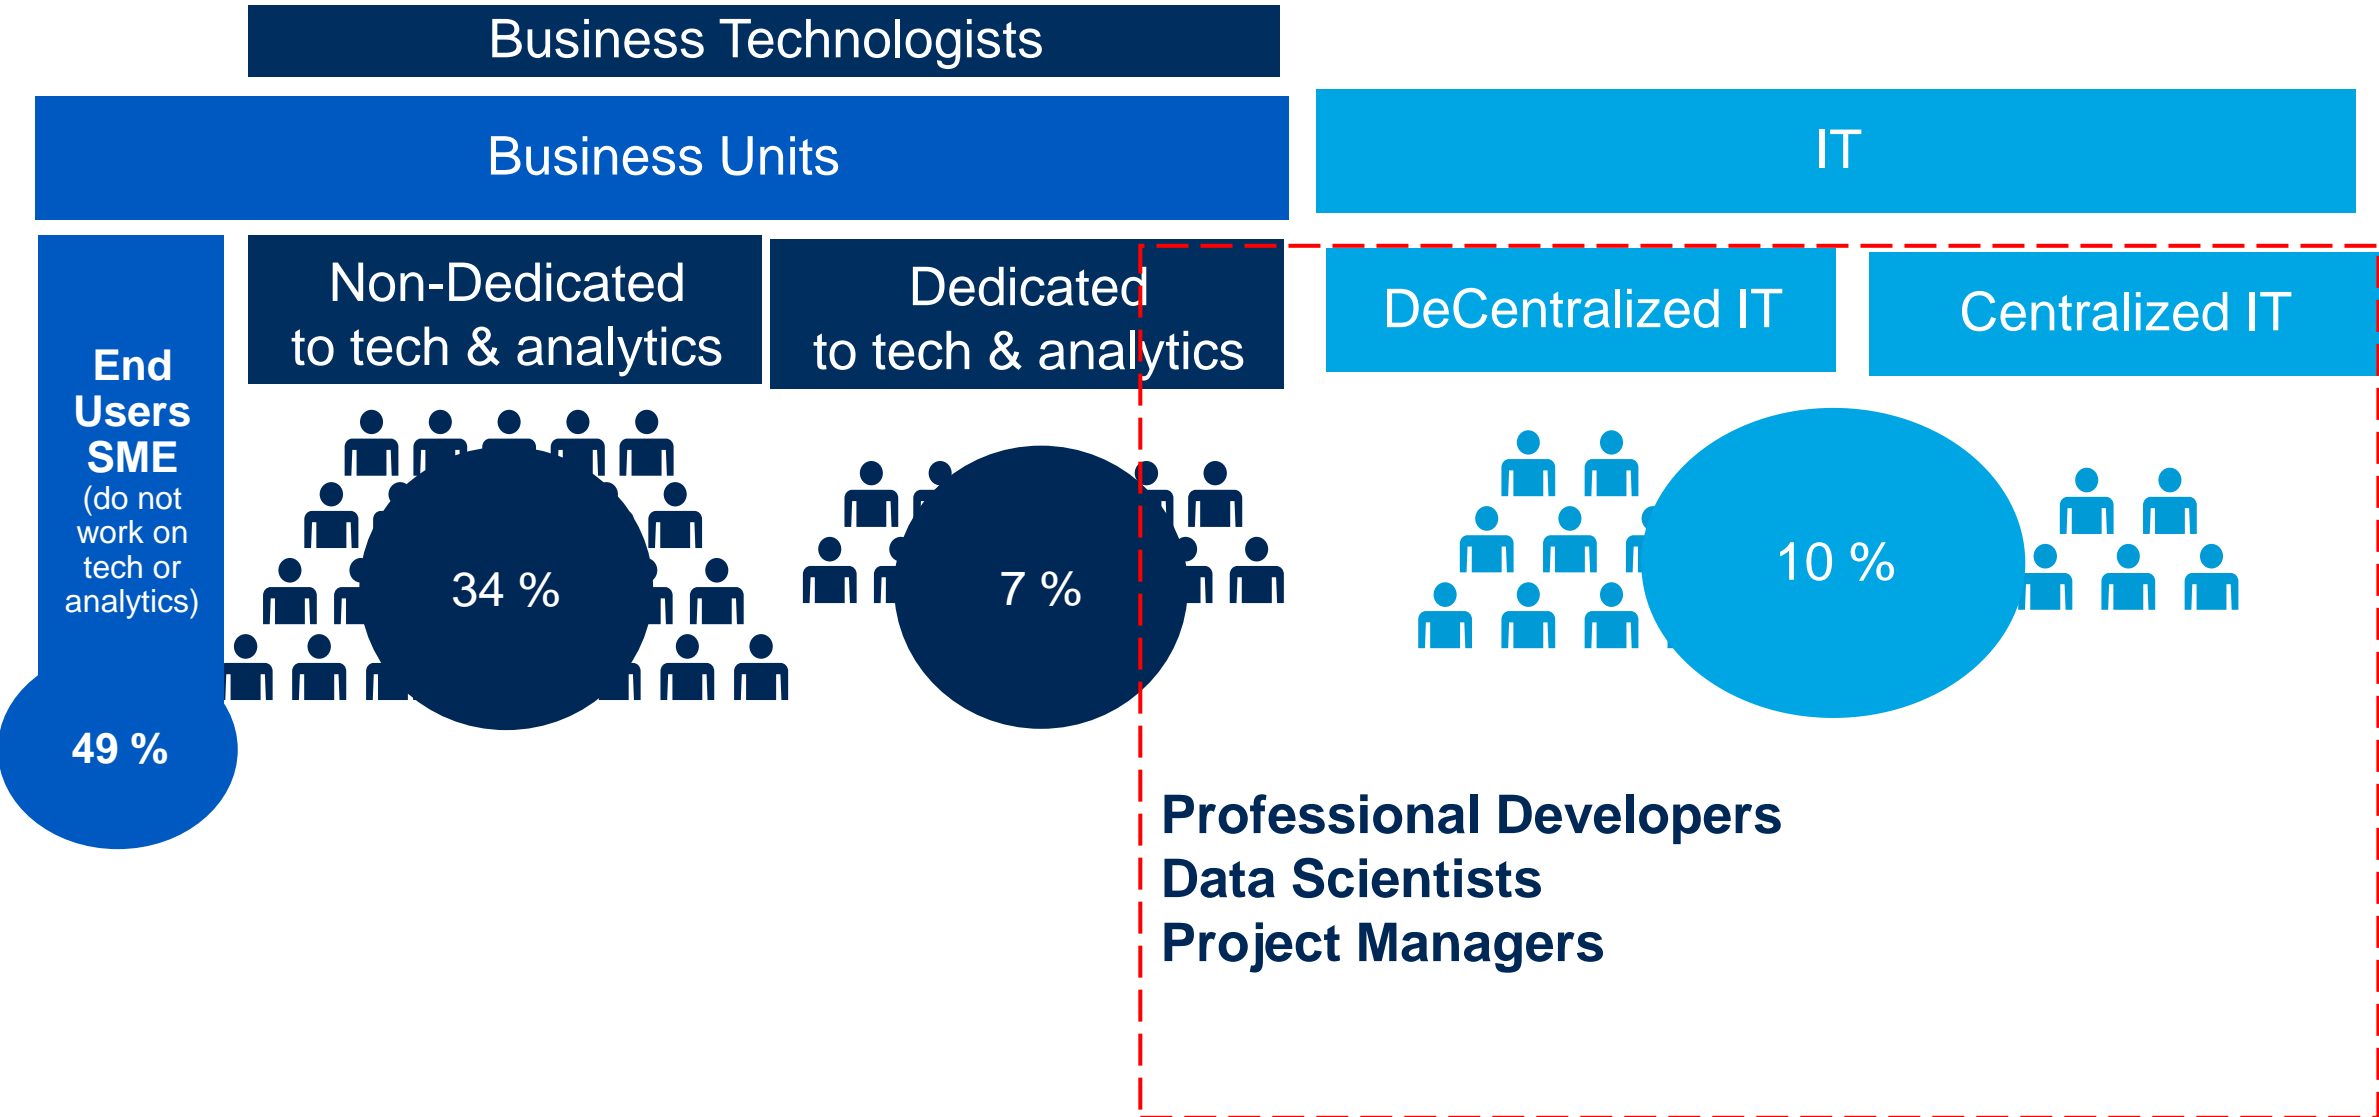 Business Technologists
Business Units
IT
End
Users
SME
(do not
work on
tech or
analytics)
49 %
Non-Dedicated
to tech & analytics
34 %
Dedicated
to tech & analytics
7 %
DeCentralized IT
Centralized IT
10 %
Professional Developers
Data Scientists
Project Managers